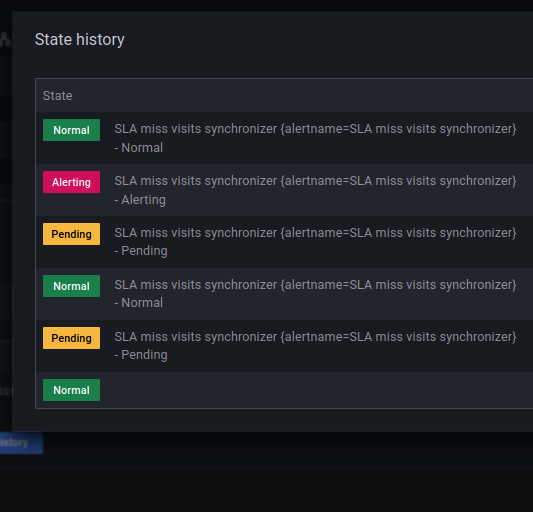 State history
State
Normal
SLA miss visits synchronizer {alertname=SLA miss visits synchronizer}
- Normal
Alerting
SLA miss visits synchronizer {alertname=SLA miss visits synchronizer}
- Alerting
Pending
SLA miss visits synchronizer {alertname=SLA miss visits synchronizer}
- Pending
Normal
SLA miss visits synchronizer {alertname=SLA miss visits synchronizer}
- Normal
Pending
SLA miss visits synchronizer {alertname=SLA miss visits synchronizer}
- Pending
Normal